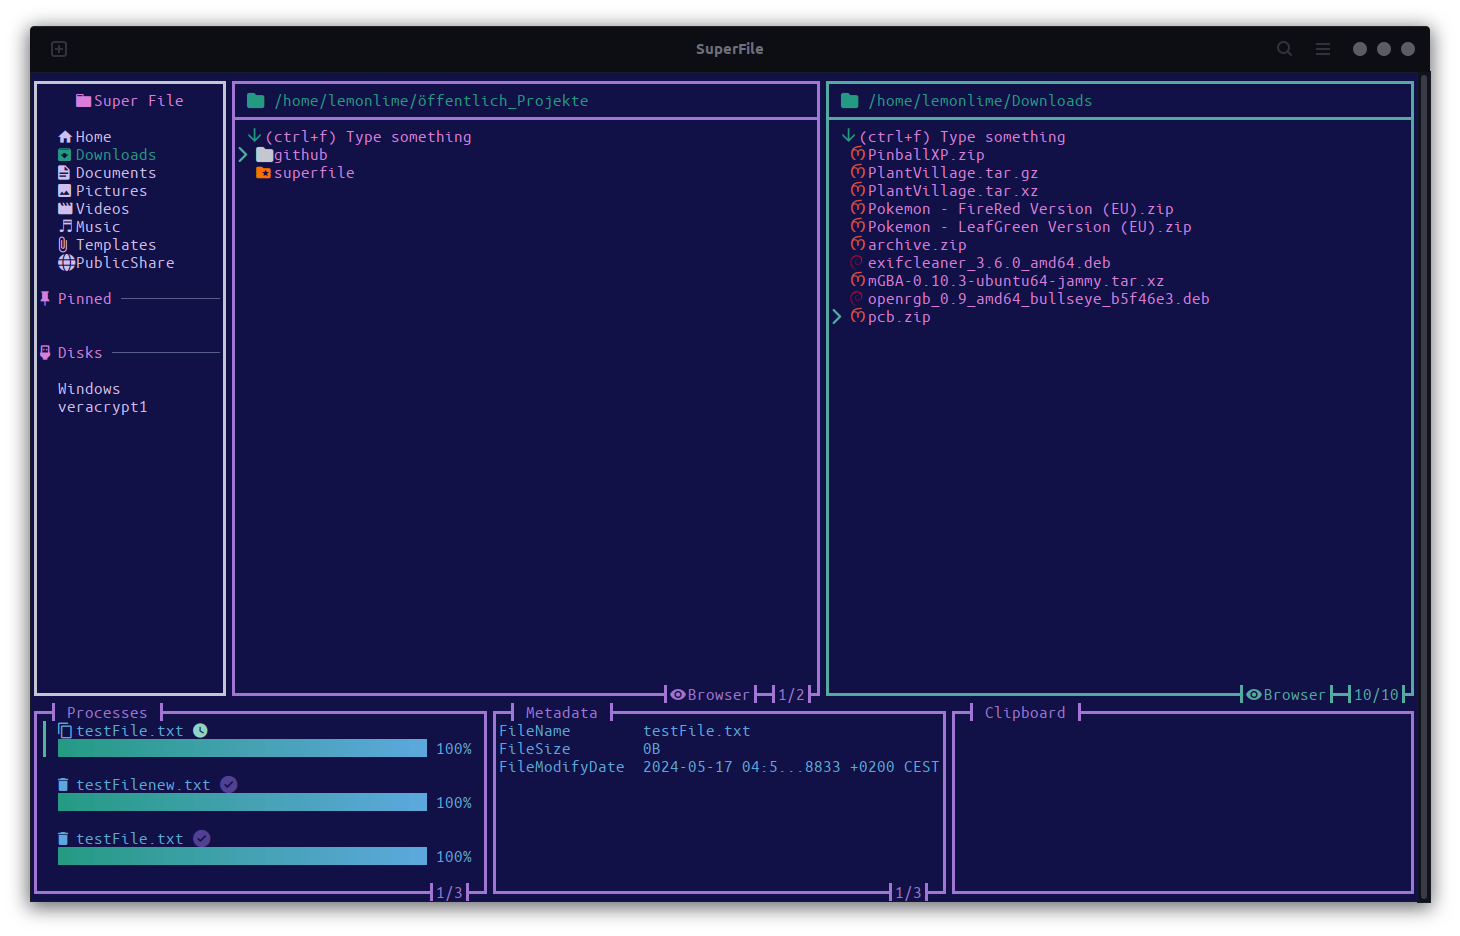 SuperFile
Super File
Home
Downloads
Documents
Pictures
Videos
Music
Templates
PublicShare
Pinned
Disks
Windows
veracrypt1
/home/lemonlime/öffentlich_Projekte
(ctrl+f) Type something
github
superfile
Browser
1/2
/home/lemonlime/Downloads
(ctrl+f) Type something
PinballXP.zip
PlantVillage.tar.gz
PlantVillage.tar.xz
Pokemon - FireRed Version (EU).zip
Pokemon - LeafGreen Version (EU).zip
archive.zip
exifcleaner_3.6.0_amd64.deb
mGBA-0.10.3-ubuntu64-jammy.tar.xz
openrgb_0.9_amd64_bullseye_b5f46e3.deb
pcb.zip
Browser
10/10
Processes
testFile.txt
100%
testFilenew.txt
100%
testFile.txt
100%
1/3
Metadata
FileName testFile.txt
FileSize 0B
FileModifyDate 2024-05-17 04:5...8833 +0200 CEST
1/3
Clipboard